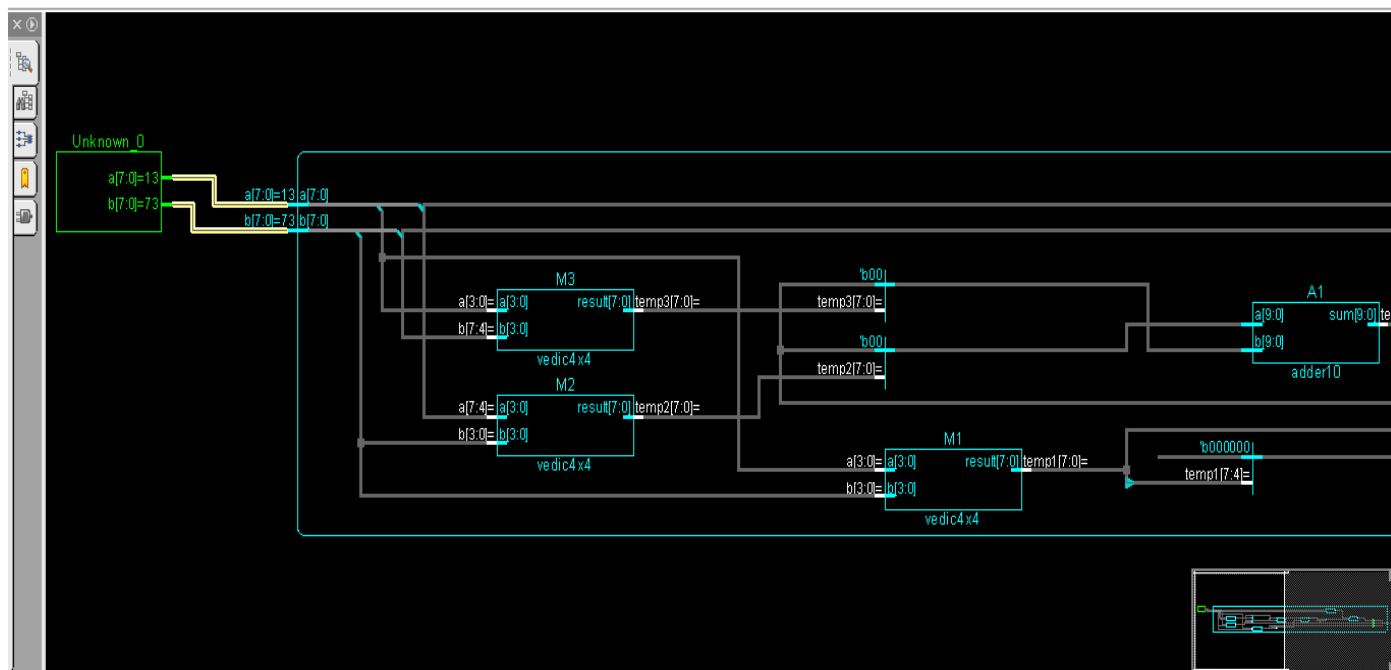 Unknown_0
a[7:0]=13
b[7:0]=73
a[7:0]=13 a[7:0]
b[7:0]=73 b[7:0]
M3
a[3:0]= a[3:0] result[7:0] temp3[7:0]=
b[7:4]= b[3:0]
vedic4x4
M2
a[7:4]= a[3:0] result[7:0] temp2[7:0]=
b[3:0]= b[3:0]
vedic4x4
'b00
temp3[7:0]=
'b00
temp2[7:0]=
A1
a[9:0] sum[9:0] te
b[9:0]
adder10
M1
a[3:0]= a[3:0] result[7:0] temp1[7:0]=
b[3:0]= b[3:0]
vedic4x4
'b000000
temp1[7:4]=